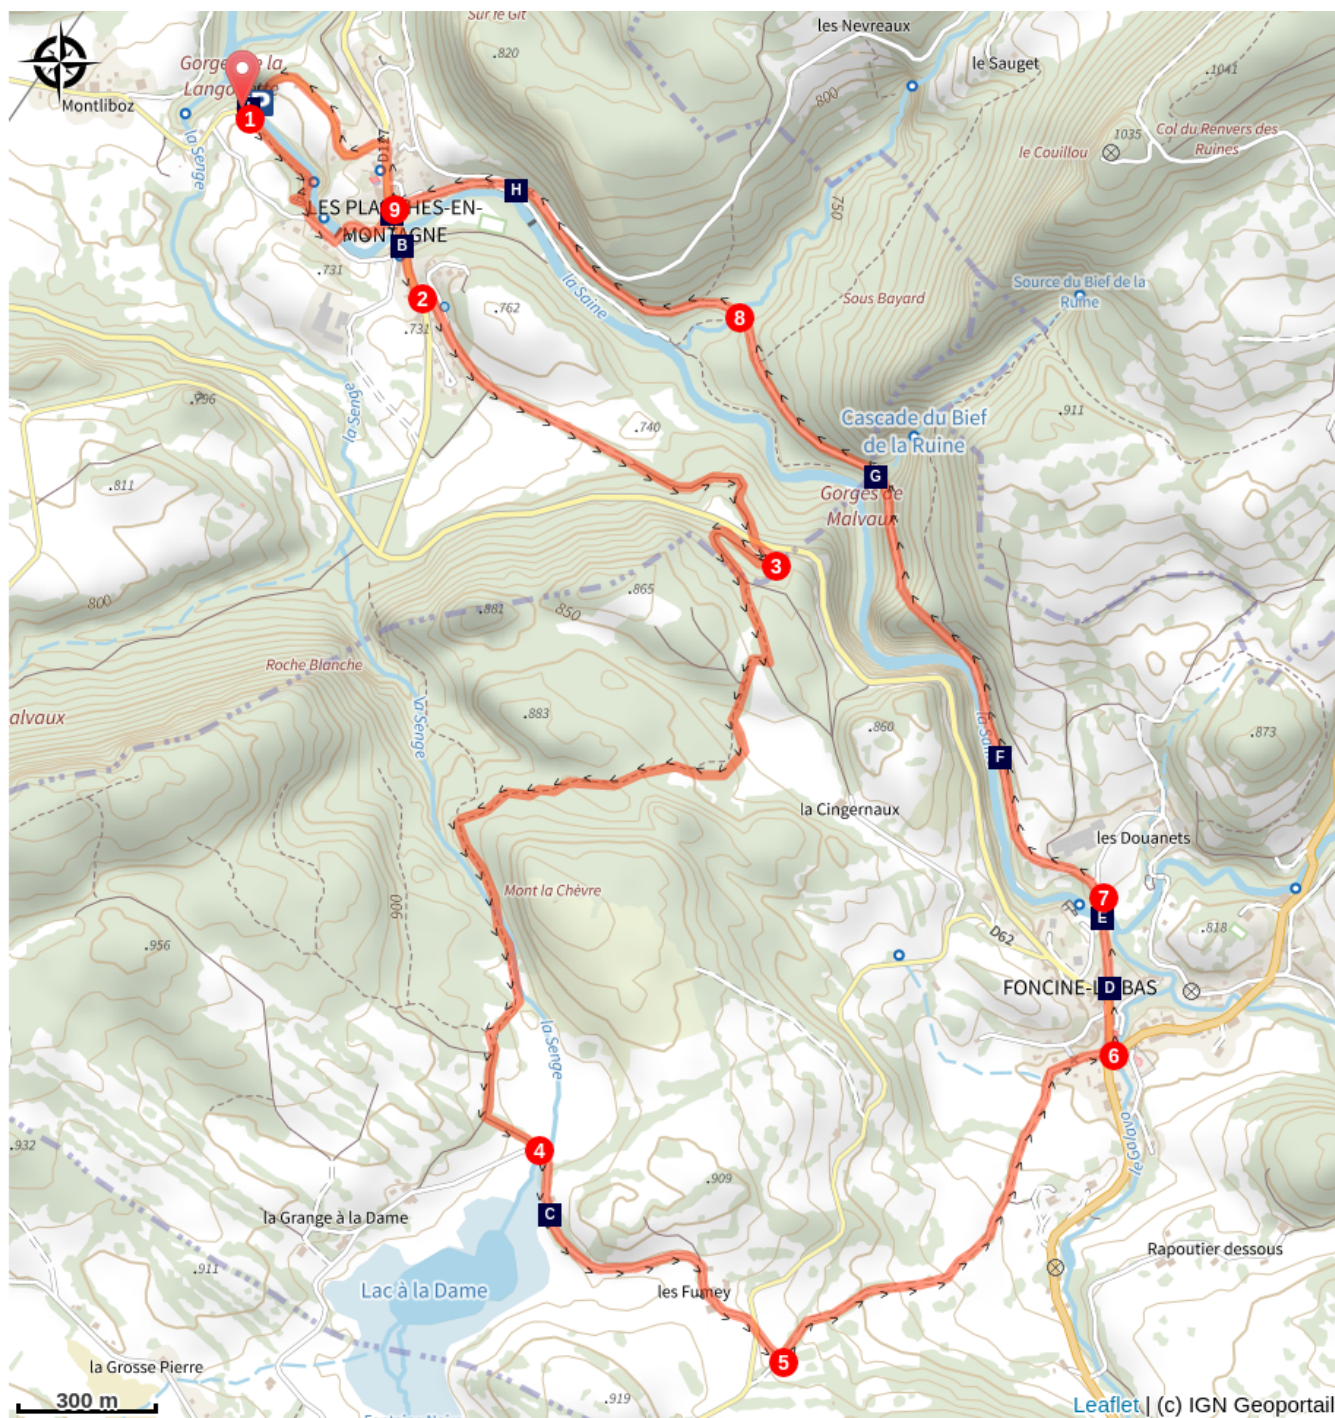 Sur le Gît
les Nevreaux
.820
le Sauget
Gorges de la
.1041
800
Montliboz
P
1
1035
Col du Renvers des
Ruines
le Couillou
la Senge
D127
H
750
9
LES PLANCHES-EN-
MONTAGNE
B
.731
la Saine
Source du Bief de la
Ruine
Sous Bayard
2
.762
.731
8
.796
la Senge
.740
.911
Cascade du Bief
de la Ruine
.811
G
Gorges de
Malvaux
3
800
.881
850
.865
Roche Blanche
alvaux
la Senge
.883
.860
.873
F
la Cingernaux
les Douanets
Mont la Chèvre
900
7
E
.956
D62
.818
FONCINE-LE-BAS
D
la Senge
6
le Galavo
.932
4
.909
C
la Grange à la Dame
Rapoutier dessous
.911
Lac à la Dame
les Fumey
la Grosse Pierre
5
300 m
.919
Leaflet | (c) IGN Geoportail